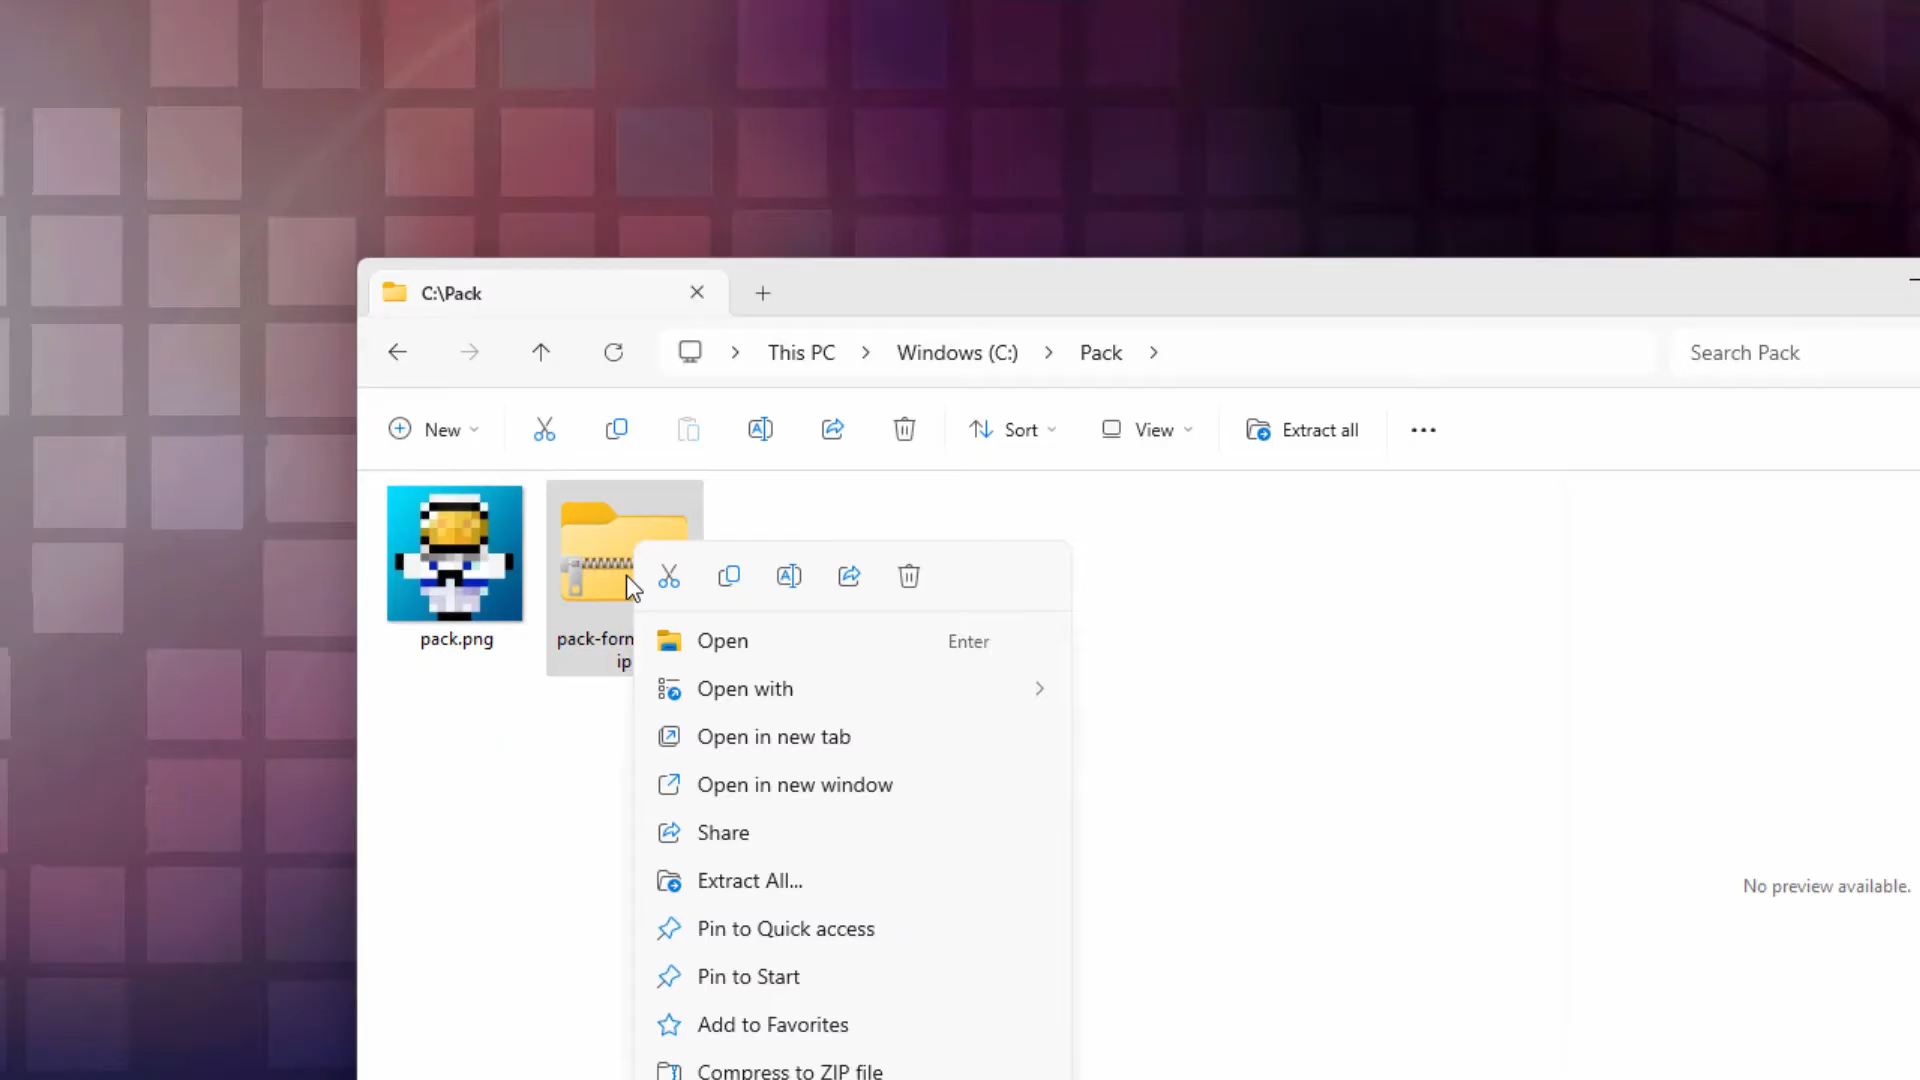 C:\Pack
This PC > Windows (C:) > Pack >
Search Pack
New
Sort
View
Extract all
pack.png
pack-forn
ip
Open Enter
Open with
Open in new tab
Open in new window
Share
Extract All...
Pin to Quick access
Pin to Start
Add to Favorites
Compress to ZIP file
No preview available.